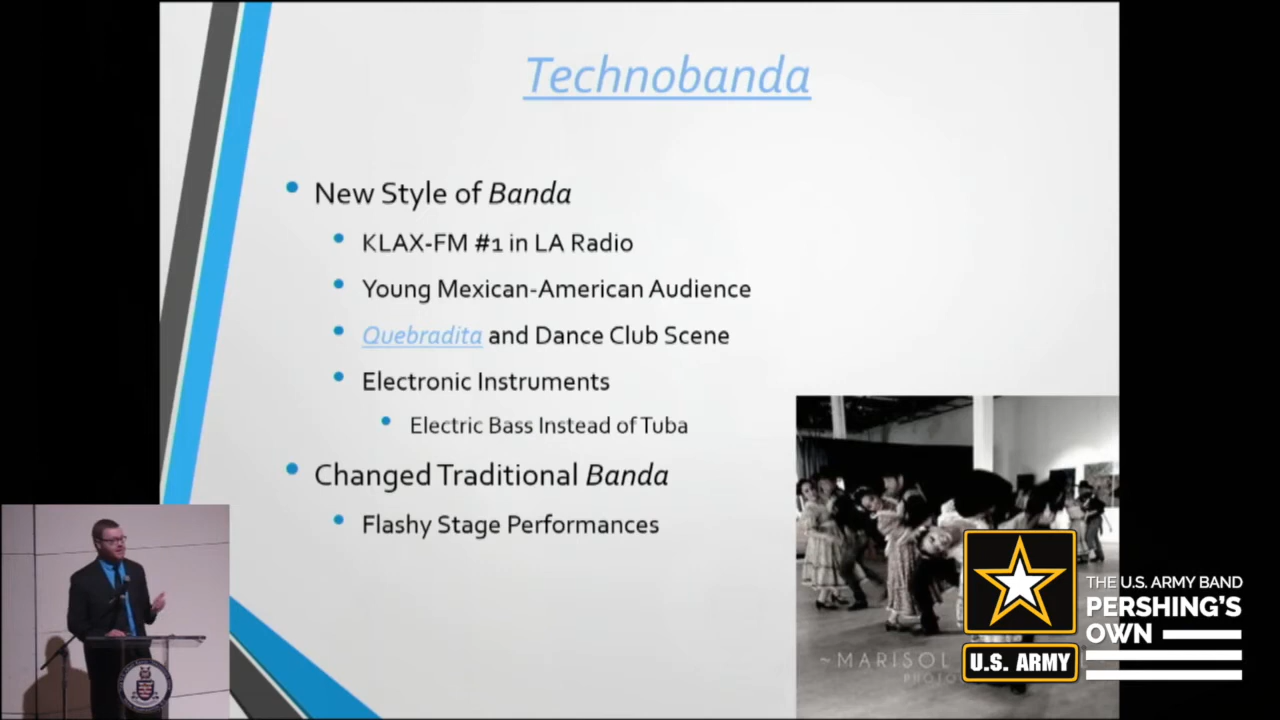 Technobanda
New Style of Banda
KLAX-FM #1 in LA Radio
Young Mexican-American Audience
Quebradita and Dance Club Scene
Electronic Instruments
Electric Bass Instead of Tuba
Changed Traditional Banda
Flashy Stage Performances
~MARISOL
U.S. ARMY
THE U.S. ARMY BAND
PERSHING'S
OWN